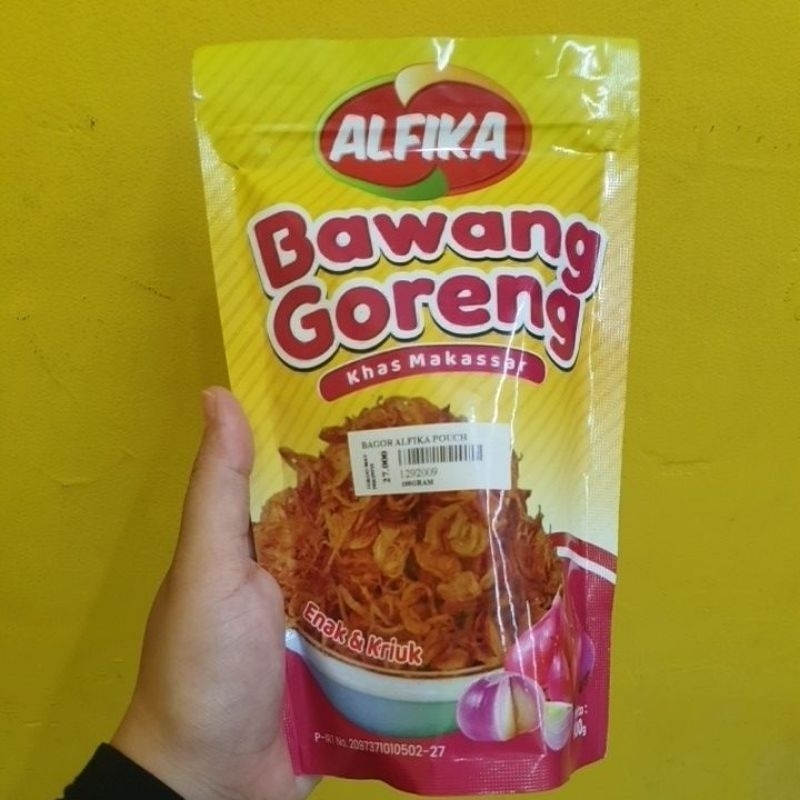 ALFIKA
Bawang
Goreng
Khas Makassar
BAGOR ALFIKA POUCH
27.000
1292009
100GRAM
Enak & Kriuk
P-IRT No. 2097371010502-27